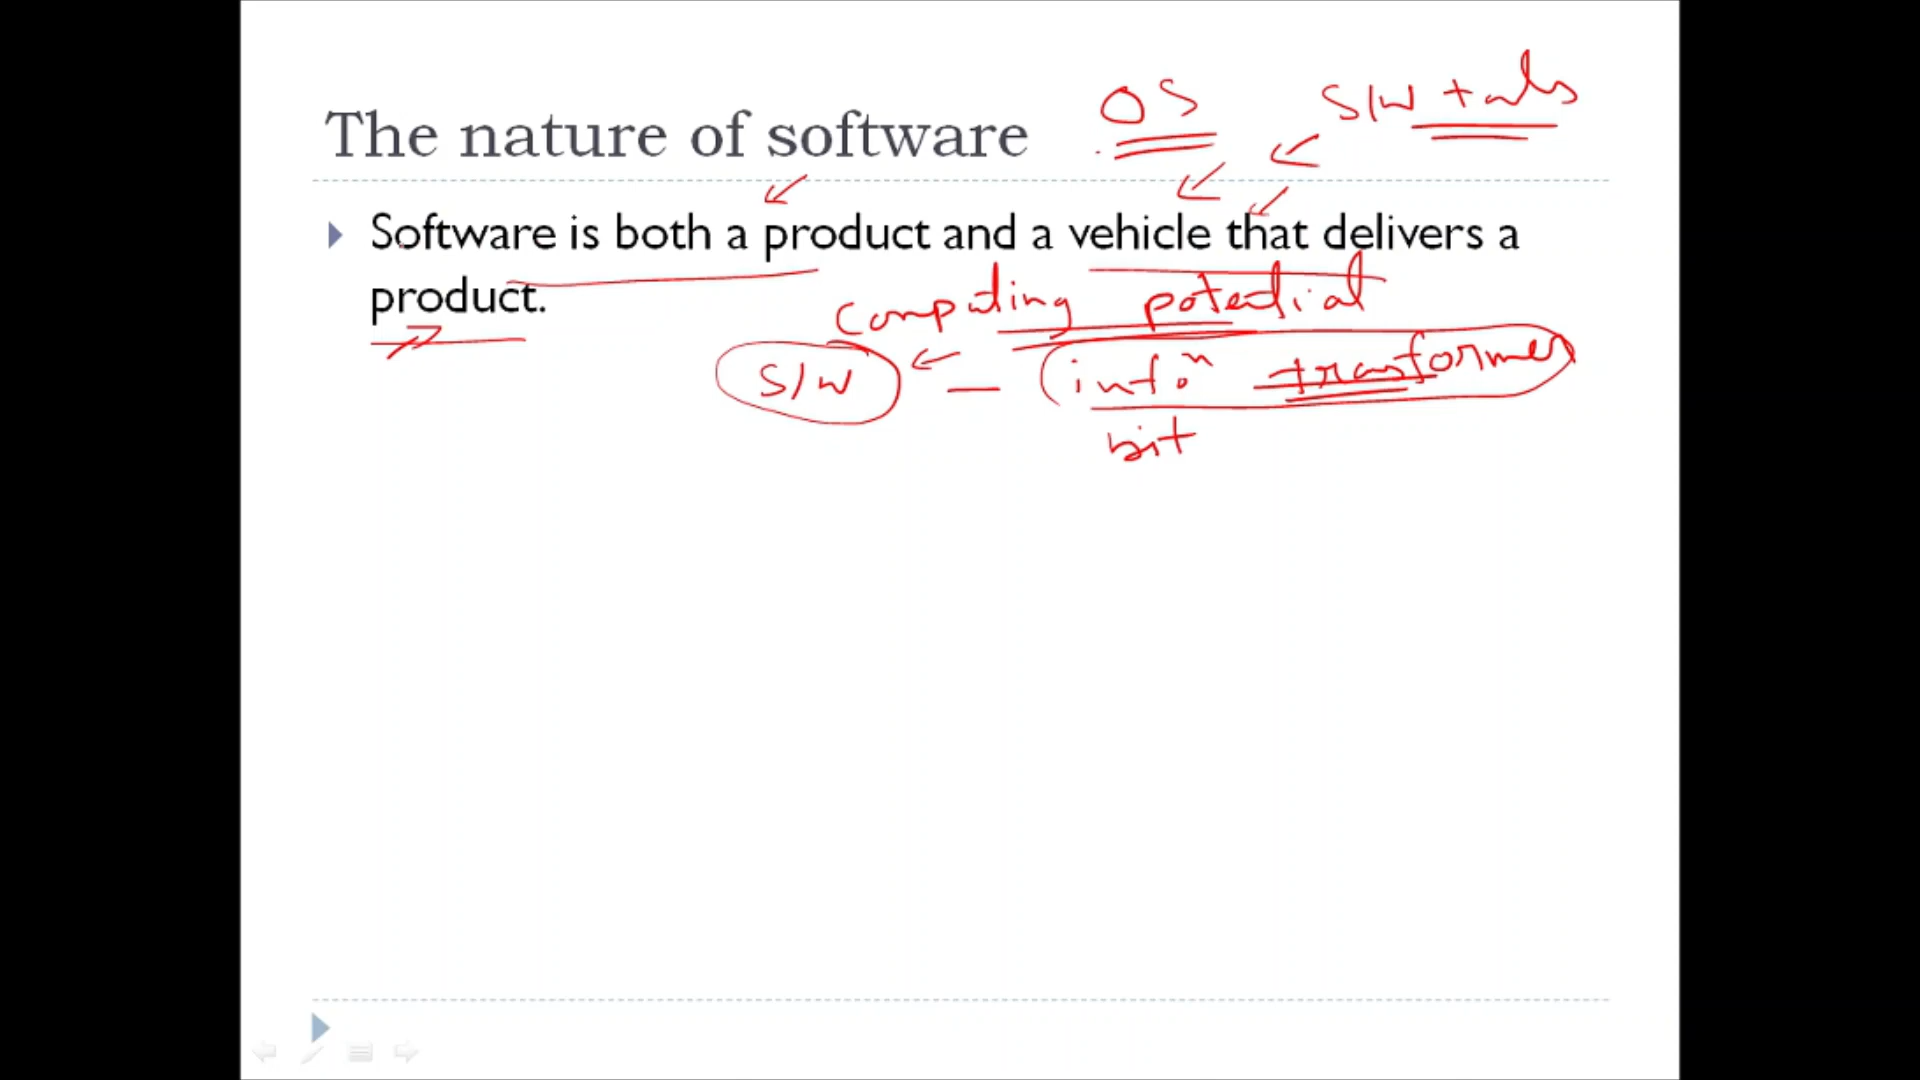 OS S/W tools
The nature of software
Software is both a product and a vehicle that delivers a
product.
computing potential
S/W – infoⁿ transformer
bit